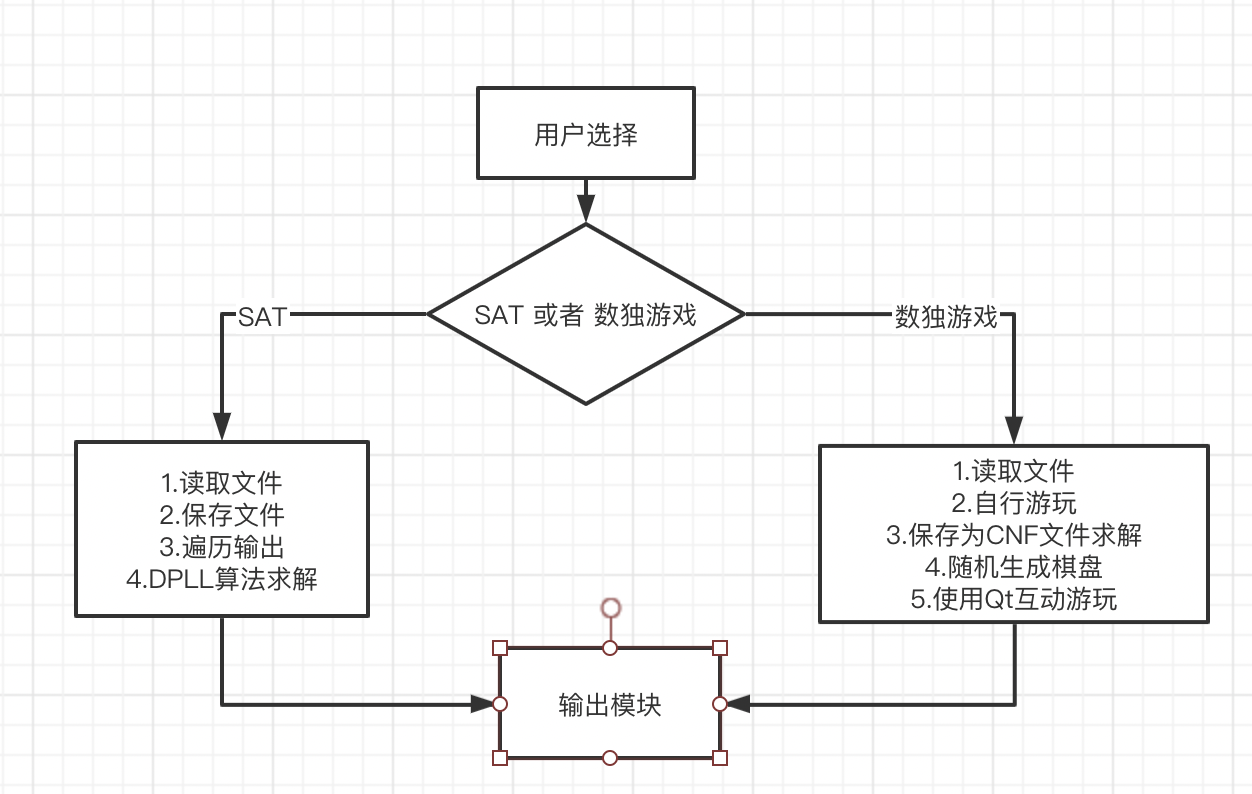 用户选择
SAT 或者 数独游戏
SAT
数独游戏
1.读取文件
2.保存文件
3.遍历输出
4.DPLL算法求解
1.读取文件
2.自行游玩
3.保存为CNF文件求解
4.随机生成棋盘
5.使用Qt互动游玩
输出模块